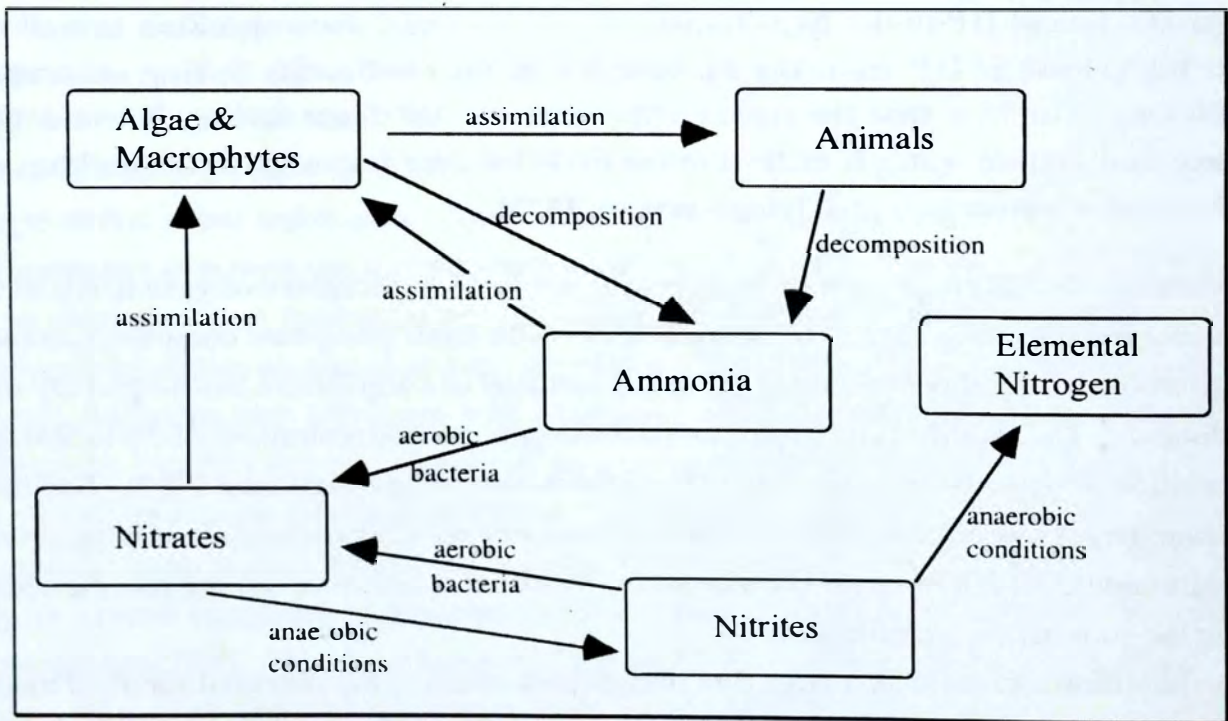 Algae &
Macrophytes
assimilation
Animals
decomposition
decomposition
assimilation
assimilation
Ammonia
Elemental
Nitrogen
aerobic
bacteria
Nitrates
aerobic
bacteria
anaerobic
conditions
Nitrites
anae obic
conditions